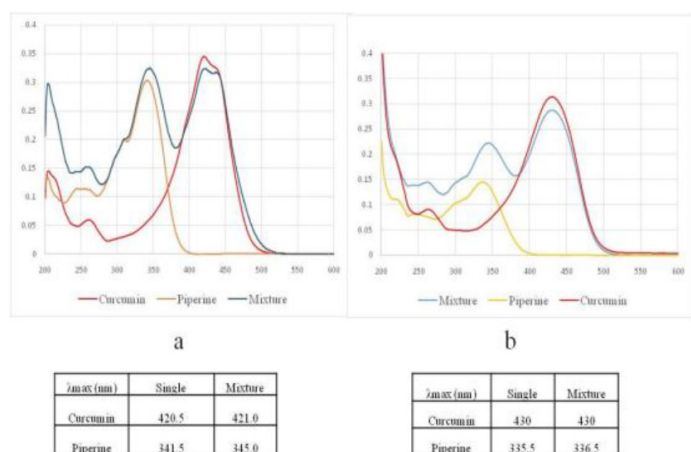 0.4
0.35
0.3
0.25
0.2
0.15
0.1
0.05
0
200 250 300 350 400 450 500 550 600
Curcumin Piperine Mixture
a
0.4
0.35
0.3
0.25
0.2
0.15
0.1
0.05
0
200 250 300 350 400 450 500 550 600
Mixture Piperine Curcumin
b
λmax (nm) Single Mixture
Curcumin 420.5 421.0
Piperine 341.5 345.0
λmax (nm) Single Mixture
Curcumin 430 430
Piperine 335.5 336.5